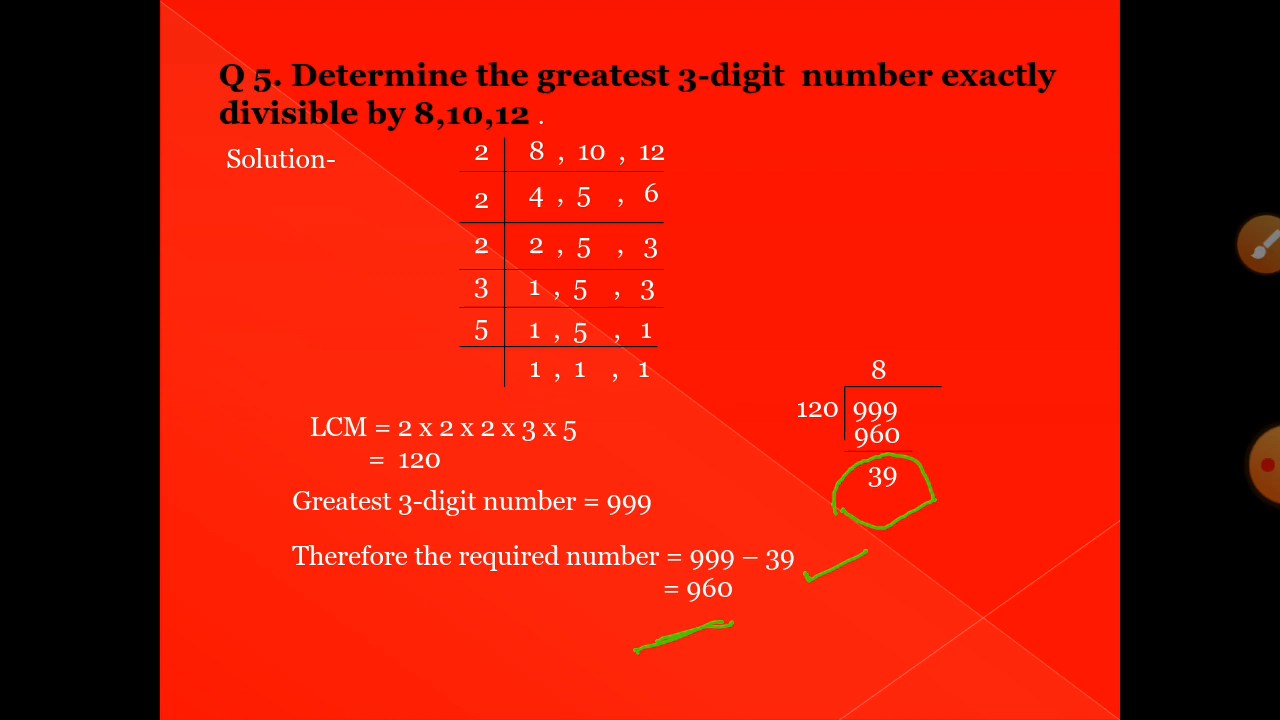 Q 5. Determine the greatest 3-digit number exactly
divisible by 8,10,12 .
Solution-
2 8 , 10 , 12
2 4 , 5 , 6
2 2 , 5 , 3
3 1 , 5 , 3
5 1 , 5 , 1
1 , 1 , 1
LCM = 2 x 2 x 2 x 3 x 5
= 120
Greatest 3-digit number = 999
8
120 999
960
39
Therefore the required number = 999 – 39
= 960